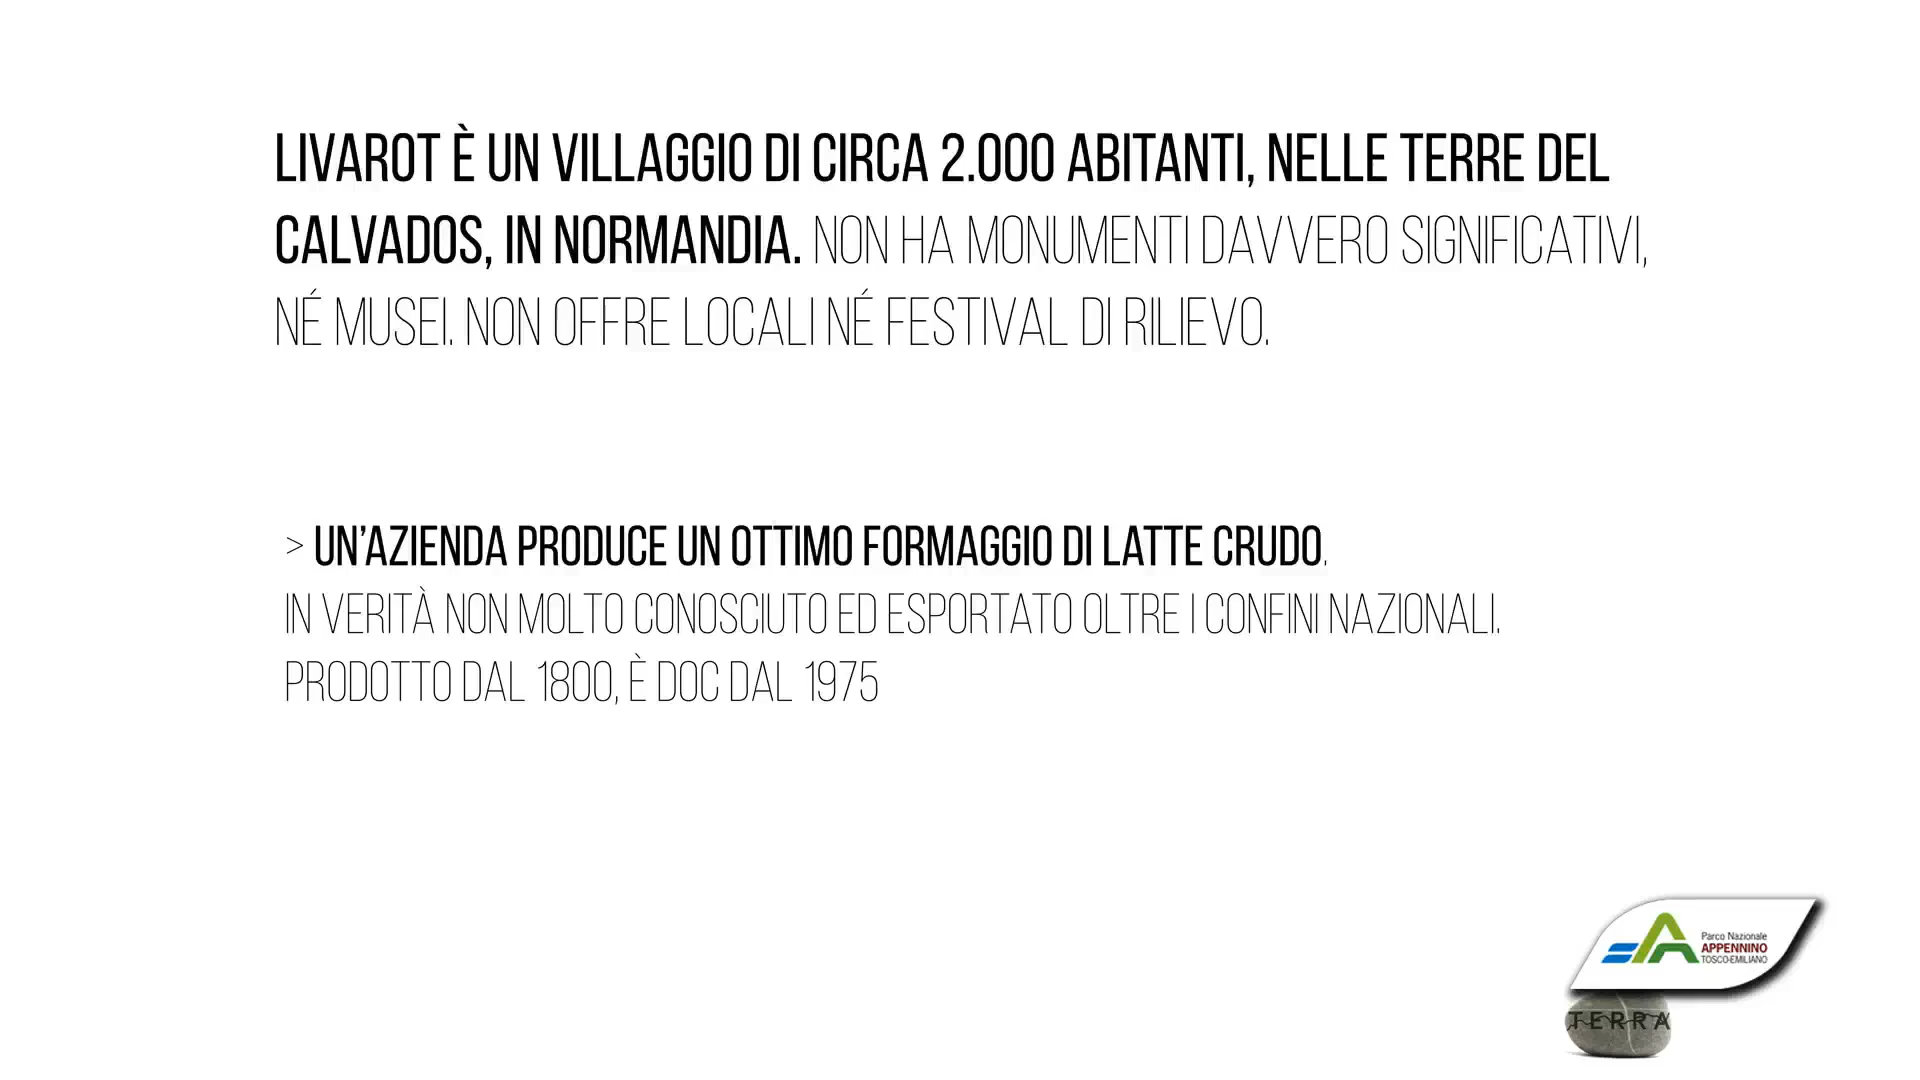 LIVAROT È UN VILLAGGIO DI CIRCA 2.000 ABITANTI, NELLE TERRE DEL
CALVADOS, IN NORMANDIA. NON HA MONUMENTI DAVVERO SIGNIFICATIVI,
NÉ MUSEI. NON OFFRE LOCALI NÉ FESTIVAL DI RILIEVO.
> UN'AZIENDA PRODUCE UN OTTIMO FORMAGGIO DI LATTE CRUDO.
IN VERITÀ NON MOLTO CONOSCIUTO ED ESPORTATO OLTRE I CONFINI NAZIONALI.
PRODOTTO DAL 1800, È DOC DAL 1975
Parco Nazionale
APPENNINO
TOSCO-EMILIANO
TERRA